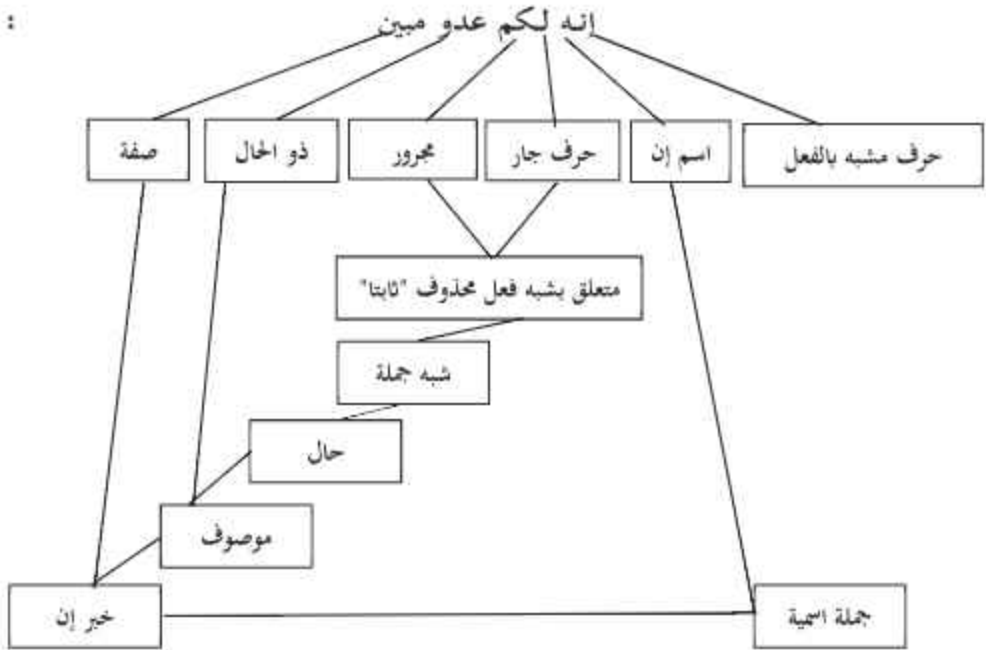 :
إنه لكم عدو مبين
حرف مشبه بالفعل
اسم إن
حرف جار
مجرور
ذو الحال
صفة
متعلق بشبه فعل محذوف "ثابتا"
شبه جملة
حال
موصوف
جملة اسمية
خبر إن